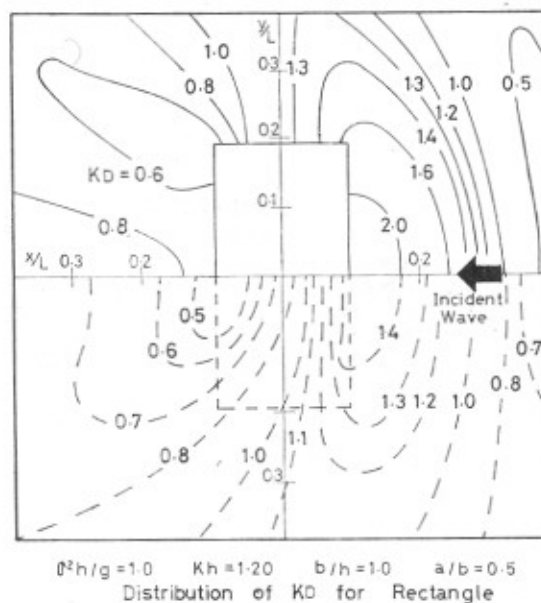 y/L
1.0
0.8
0.3
1.3
1.3
1.0
0.5
1.2
1.4
0.2
1.6
KD = 0.6
0.1
2.0
0.8
x/L 0.3 0.2 0.2
Incident
Wave
0.5
1.4
0.6
0.7
0.7
0.8
1.3 1.2 1.0
0.8 1.0 1.1
0.3
σ²h/g=1.0 Kh=1.20 b/h=1.0 a/b=0.5
Distribution of KD for Rectangle